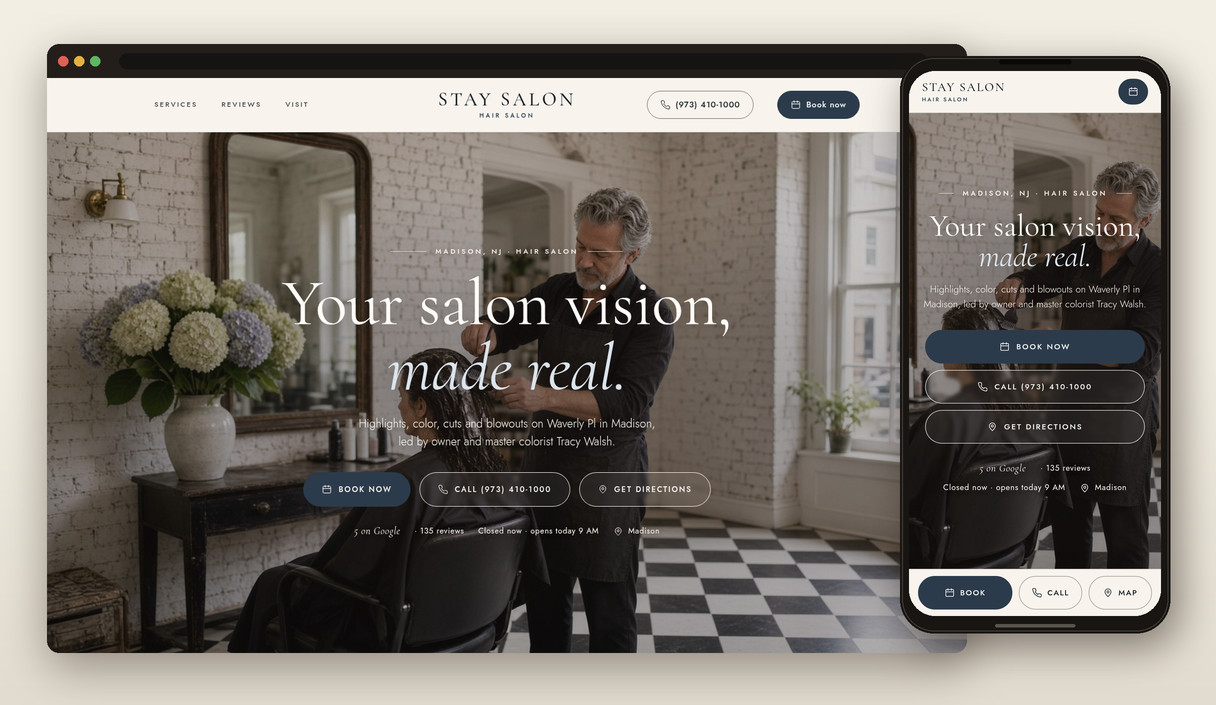 SERVICES
REVIEWS
VISIT
STAY SALON
HAIR SALON
(973) 410-1000
Book now
MADISON, NJ · HAIR SALON
Your salon vision,
made real.
Highlights, color, cuts and blowouts on Waverly Pl in Madison,
led by owner and master colorist Tracy Walsh.
BOOK NOW
CALL (973) 410-1000
GET DIRECTIONS
5 on Google · 135 reviews Closed now · opens today 9 AM Madison
STAY SALON
HAIR SALON
MADISON, NJ · HAIR SALON
Your salon vision,
made real.
Highlights, color, cuts and blowouts on Waverly Pl in
Madison, led by owner and master colorist Tracy Walsh.
BOOK NOW
CALL (973) 410-1000
GET DIRECTIONS
5 on Google · 135 reviews
Closed now · opens today 9 AM Madison
BOOK
CALL
MAP